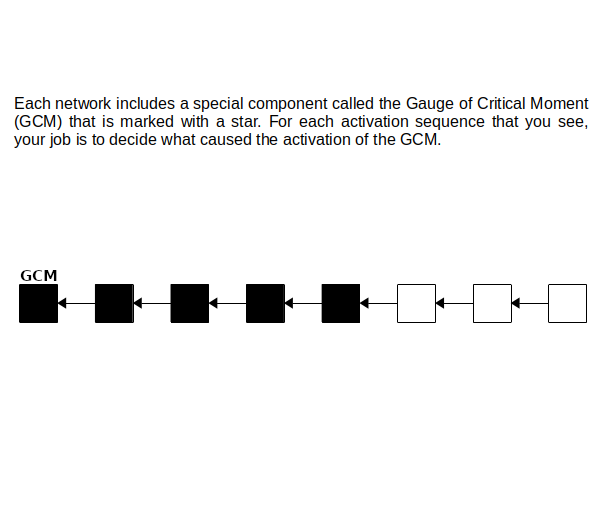 Each network includes a special component called the Gauge of Critical Moment
(GCM) that is marked with a star. For each activation sequence that you see,
your job is to decide what caused the activation of the GCM.
GCM